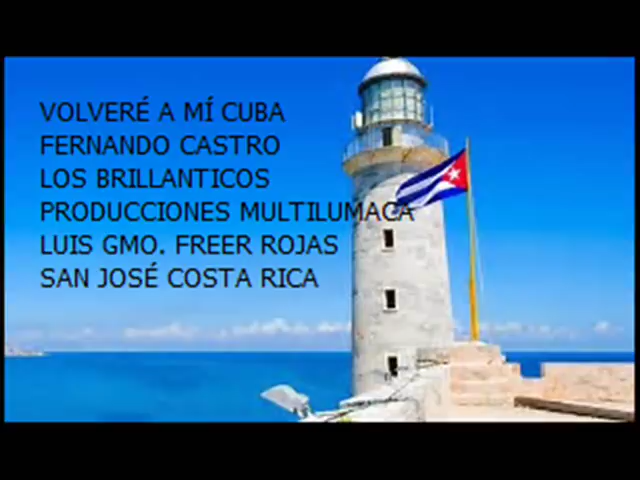 VOLVERÉ A MÍ CUBA
FERNANDO CASTRO
LOS BRILLANTICOS
PRODUCCIONES MULTILUMACA
LUIS GMO. FREER ROJAS
SAN JOSÉ COSTA RICA